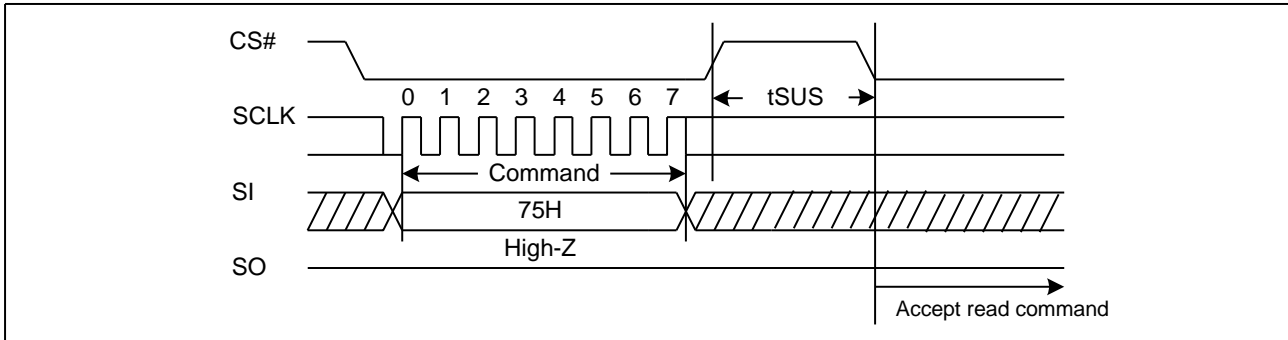 CS#
tSUS
0 1 2 3 4 5 6 7
SCLK
Command
SI
75H
High-Z
SO
Accept read command